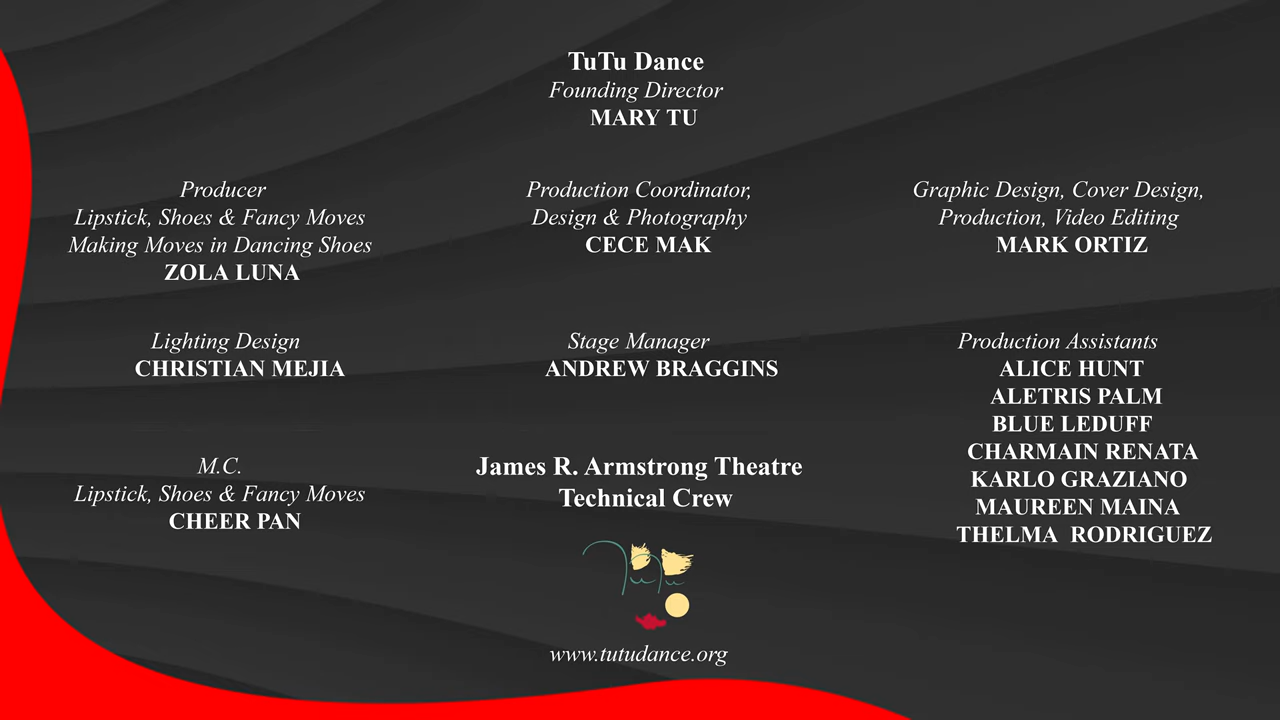 TuTu Dance
Founding Director
MARY TU
Producer
Lipstick, Shoes & Fancy Moves
Making Moves in Dancing Shoes
ZOLA LUNA
Production Coordinator,
Design & Photography
CECE MAK
Graphic Design, Cover Design,
Production, Video Editing
MARK ORTIZ
Lighting Design
CHRISTIAN MEJIA
Stage Manager
ANDREW BRAGGINS
Production Assistants
ALICE HUNT
ALETRIS PALM
BLUE LEDUFF
CHARMAIN RENATA
KARLO GRAZIANO
MAUREEN MAINA
THELMA RODRIGUEZ
M.C.
Lipstick, Shoes & Fancy Moves
CHEER PAN
James R. Armstrong Theatre
Technical Crew
TuTu
www.tutudance.org